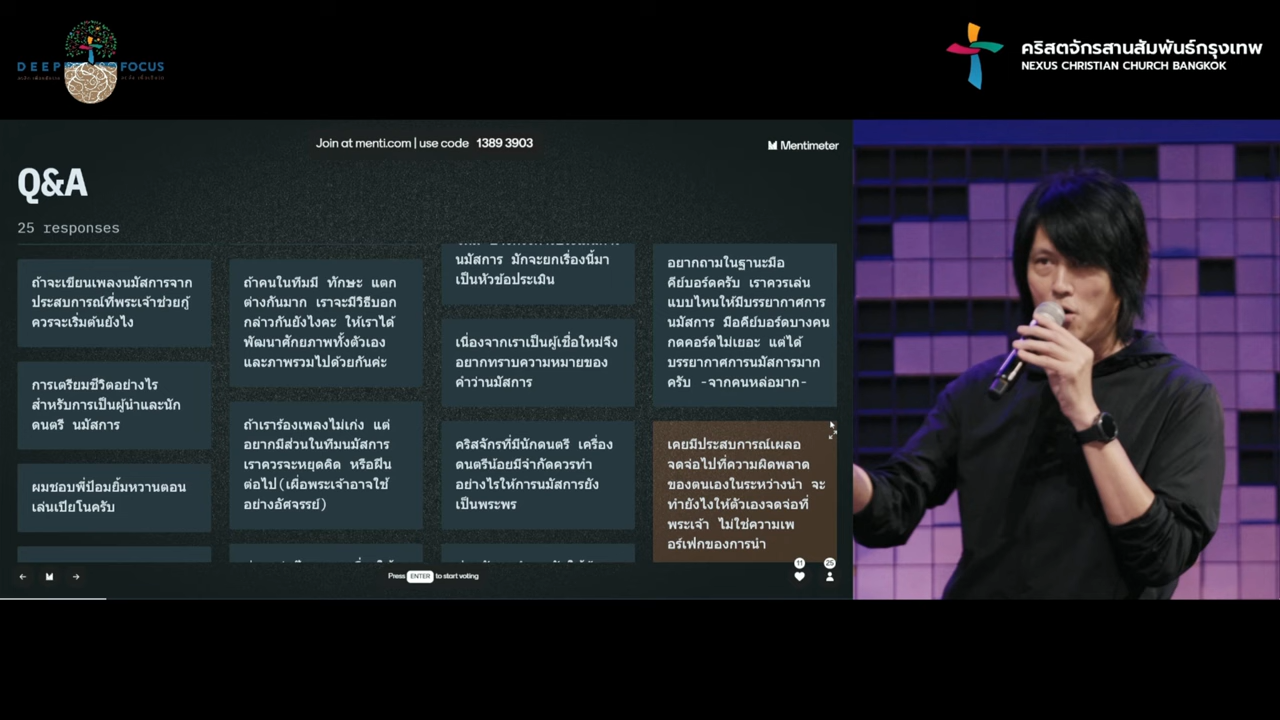 DEEP FOCUS
คริสตจักรสานสัมพันธ์กรุงเทพ
NEXUS CHRISTIAN CHURCH BANGKOK
Join at menti.com | use code 1389 3903
Mentimeter
Q&A
25 responses
ถ้าจะเขียนเพลงนมัสการจาก
ประสบการณ์ที่พระเจ้าช่วยกู้
ควรจะเริ่มต้นยังไง
การเตรียมชีวิตอย่างไร
สำหรับการเป็นผู้นำและนัก
ดนตรี นมัสการ
ผมชอบพี่ป้อมยิ้มหวานตอน
เล่นเปียโนครับ
ถ้าคนในทีมมี ทักษะ แตก
ต่างกันมาก เราจะมีวิธีบอก
กล่าวกันยังไงคะ ให้เราได้
พัฒนาศักยภาพทั้งตัวเอง
และภาพรวมไปด้วยกันค่ะ
ถ้าเราร้องเพลงไม่เก่ง แต่
อยากมีส่วนในทีมนมัสการ
เราควรจะหยุดคิด หรือฝืน
ต่อไป(เผื่อพระเจ้าอาจใช้
อย่างอัศจรรย์)
นมัสการ มักจะยกเรื่องนี้มา
เป็นหัวข้อประเมิน
เนื่องจากเราเป็นผู้เชื่อใหม่จึง
อยากทราบความหมายของ
คำว่านมัสการ
คริสจักรที่มีนักดนตรี เครื่อง
ดนตรีน้อยมีจำกัดควรทำ
อย่างไรให้การนมัสการยัง
เป็นพระพร
อยากถามในฐานะมือ
คีย์บอร์ดครับ เราควรเล่น
แบบไหนให้มีบรรยากาศการ
นมัสการ มือคีย์บอร์ดบางคน
กดคอร์ดไม่เยอะ แต่ได้
บรรยากาศการนมัสการมาก
ครับ -จากคนหล่อมาก-
เคยมีประสบการณ์เผลอ
จดจ่อไปที่ความผิดพลาด
ของตนเองในระหว่างนำ จะ
ทำยังไงให้ตัวเองจดจ่อที่
พระเจ้า ไม่ใช่ความเพ
อร์เฟกของการนำ
Press ENTER to start voting
11
25